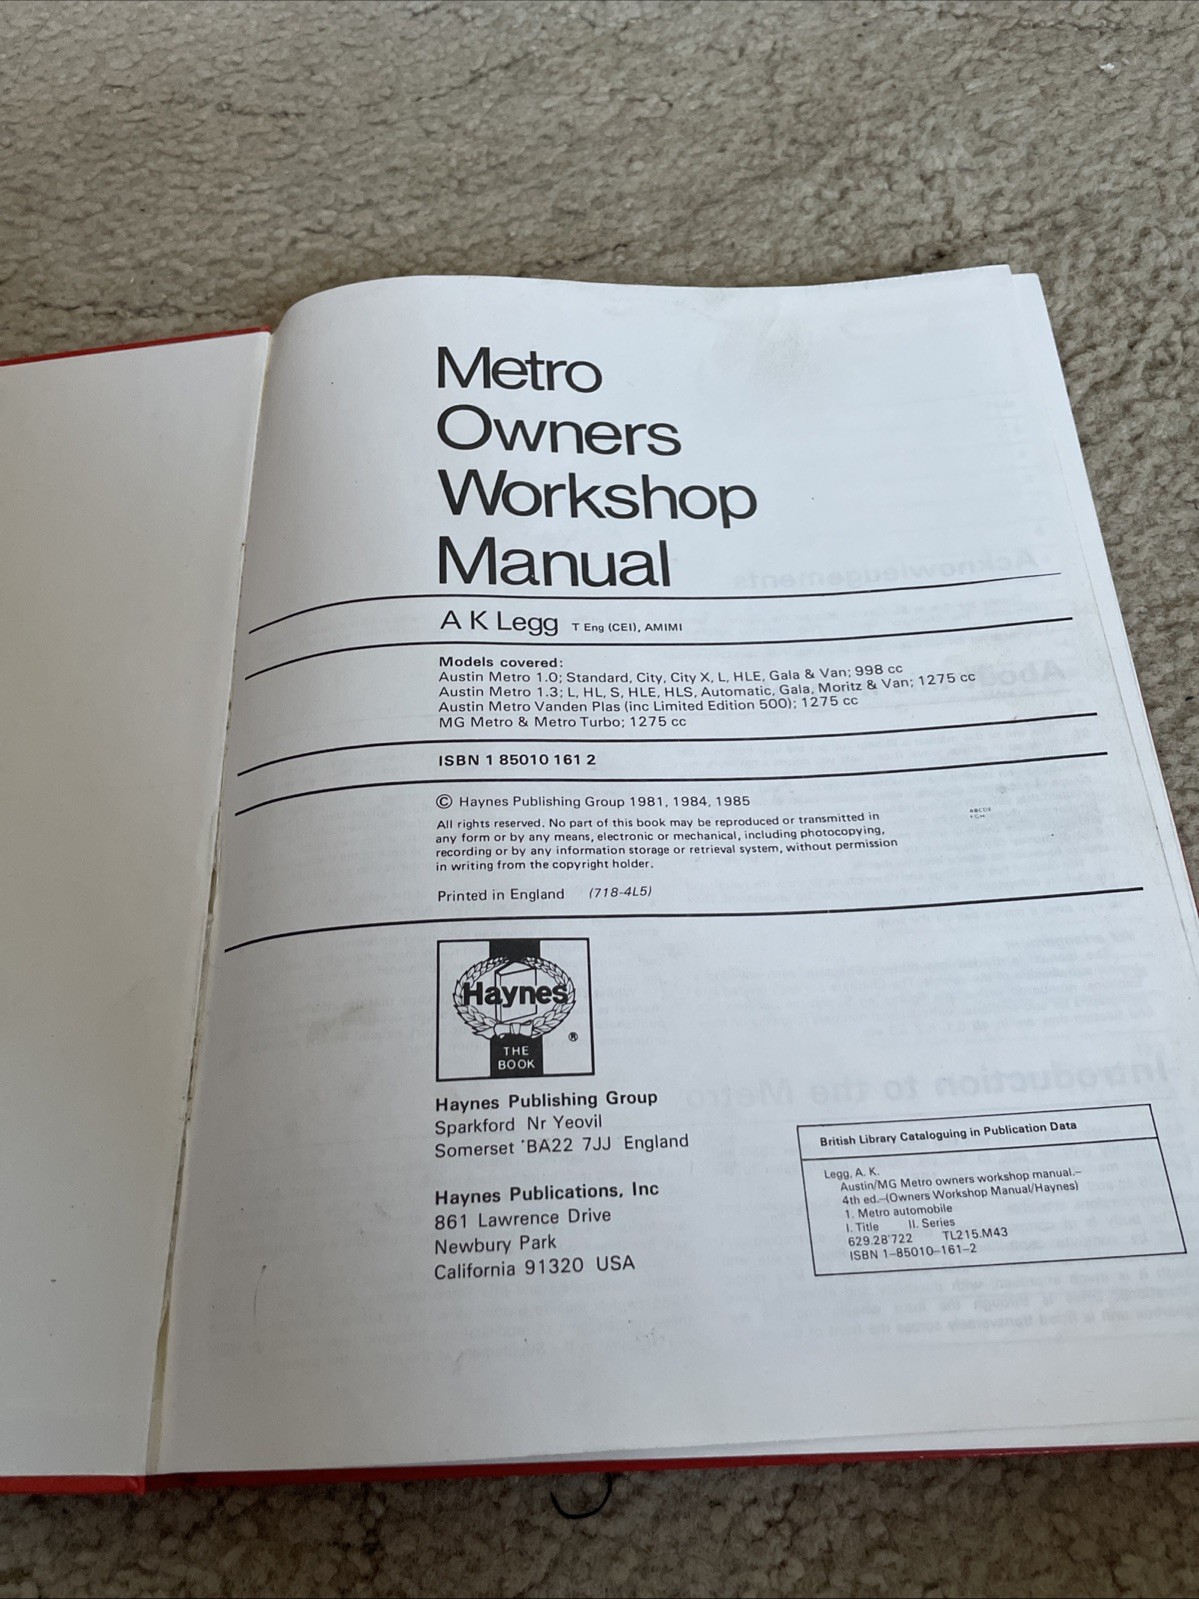 Metro
Owners
Workshop
Manual
A K Legg T Eng (CEI), AMIMI
Models covered:
Austin Metro 1.0; Standard, City, City X, L, HLE, Gala & Van; 998 cc
Austin Metro 1.3; L, HL, S, HLE, HLS, Automatic, Gala, Moritz & Van; 1275 cc
Austin Metro Vanden Plas (inc Limited Edition 500); 1275 cc
MG Metro & Metro Turbo; 1275 cc
ISBN 1 85010 161 2
© Haynes Publishing Group 1981, 1984, 1985
All rights reserved. No part of this book may be reproduced or transmitted in
any form or by any means, electronic or mechanical, including photocopying,
recording or by any information storage or retrieval system, without permission
in writing from the copyright holder.
ABCDE
FGH
Printed in England (718-4L5)
Haynes
®
THE
BOOK
Haynes Publishing Group
Sparkford Nr Yeovil
Somerset BA22 7JJ England
Haynes Publications, Inc
861 Lawrence Drive
Newbury Park
California 91320 USA
British Library Cataloguing in Publication Data
Legg, A. K.
Austin/MG Metro owners workshop manual.–
4th ed.–(Owners Workshop Manual/Haynes)
1. Metro automobile
I. Title II. Series
629.28'722 TL215.M43
ISBN 1–85010–161–2